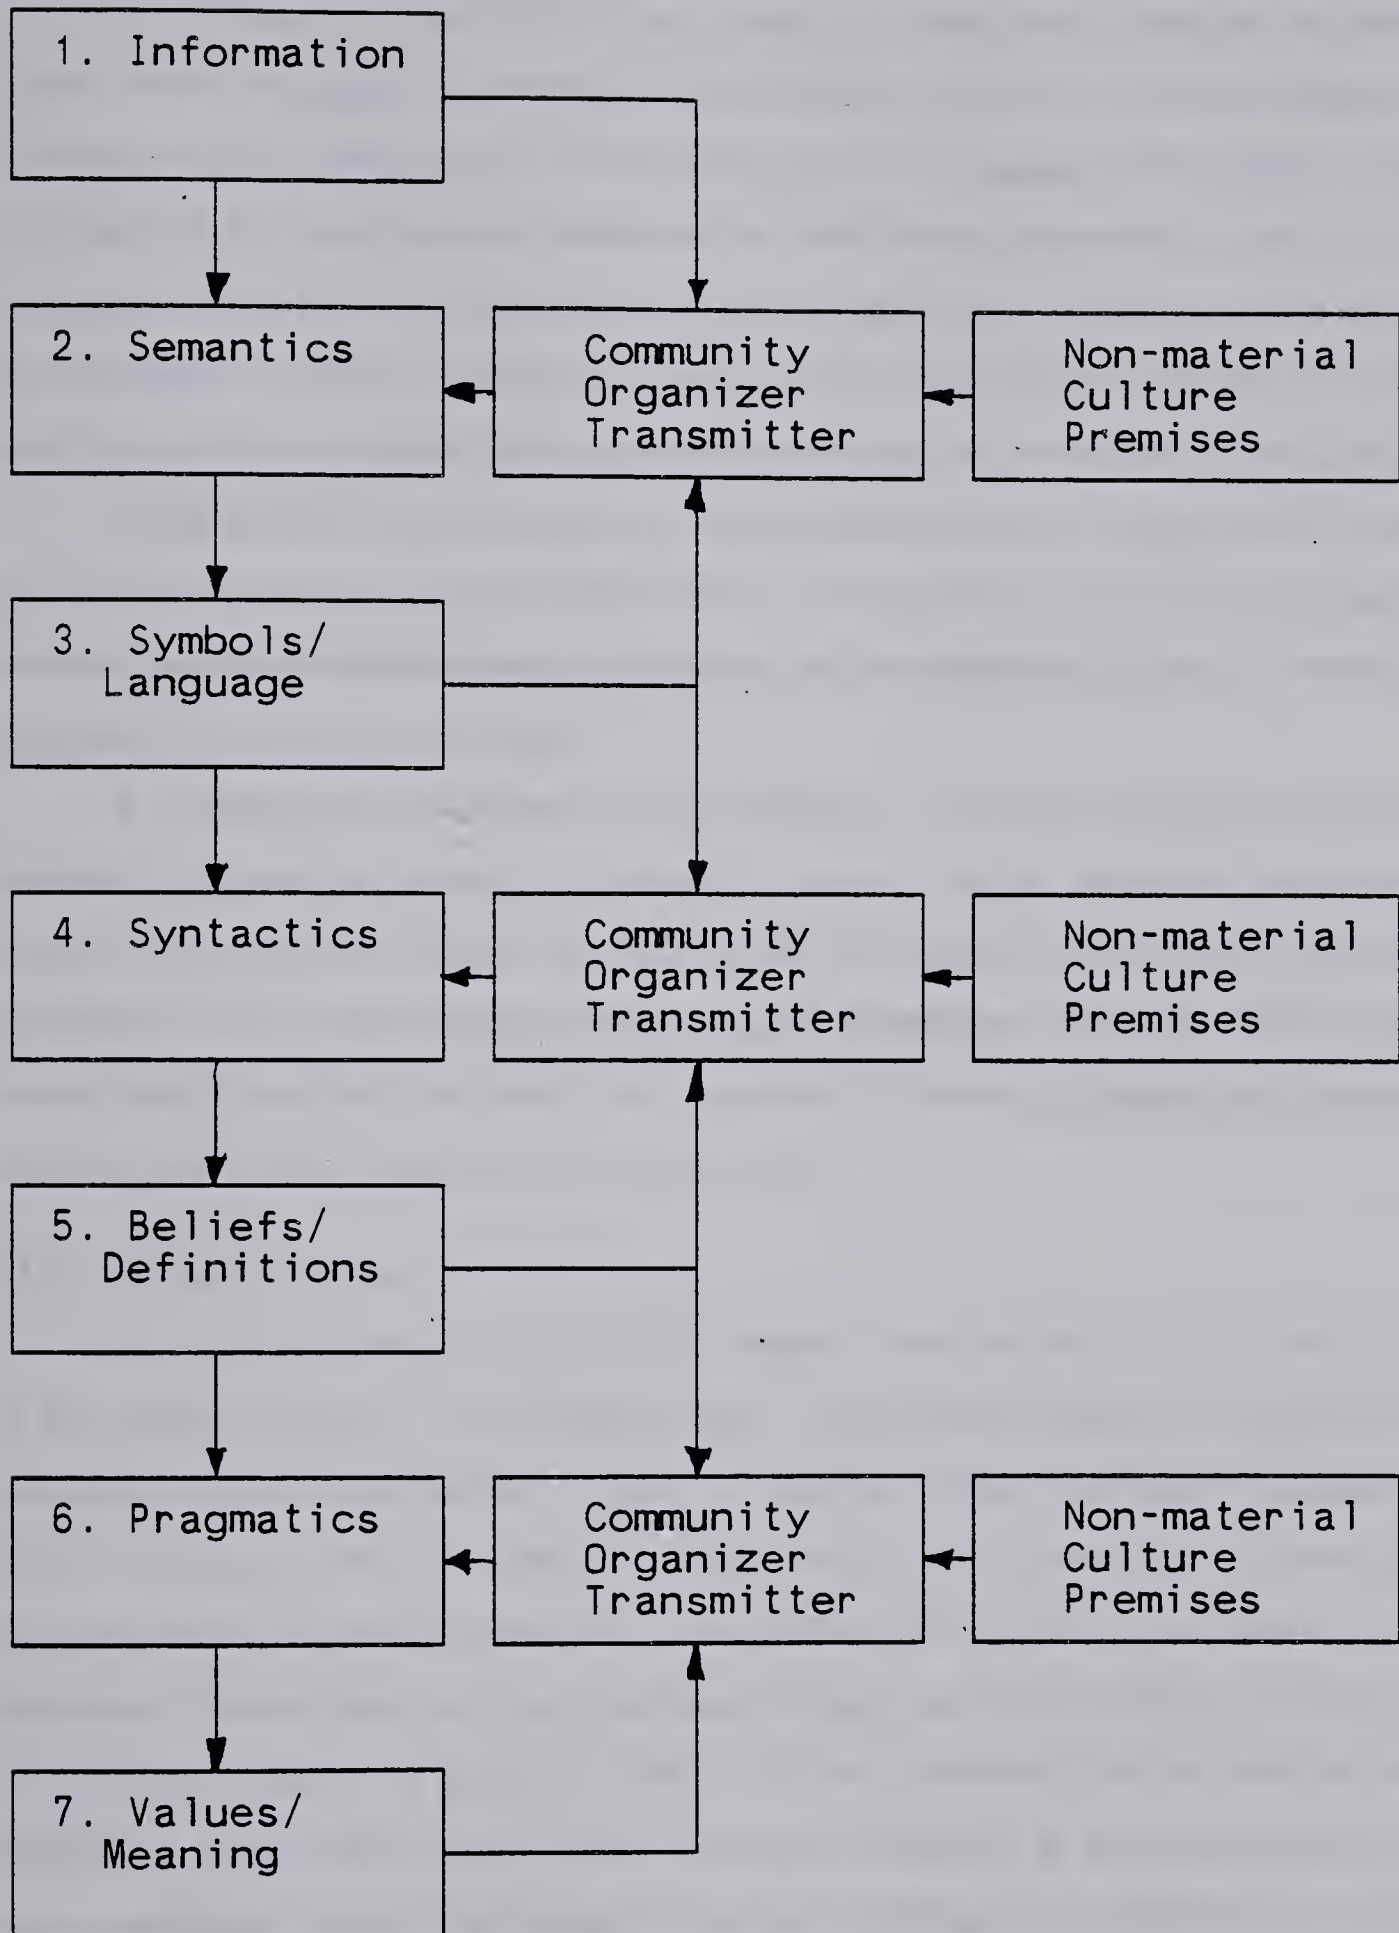 1. Information
2. Semantics
Community
Organizer
Transmitter
Non-material
Culture
Premises
3. Symbols/
Language
4. Syntactics
Community
Organizer
Transmitter
Non-material
Culture
Premises
5. Beliefs/
Definitions
6. Pragmatics
Community
Organizer
Transmitter
Non-material
Culture
Premises
7. Values/
Meaning